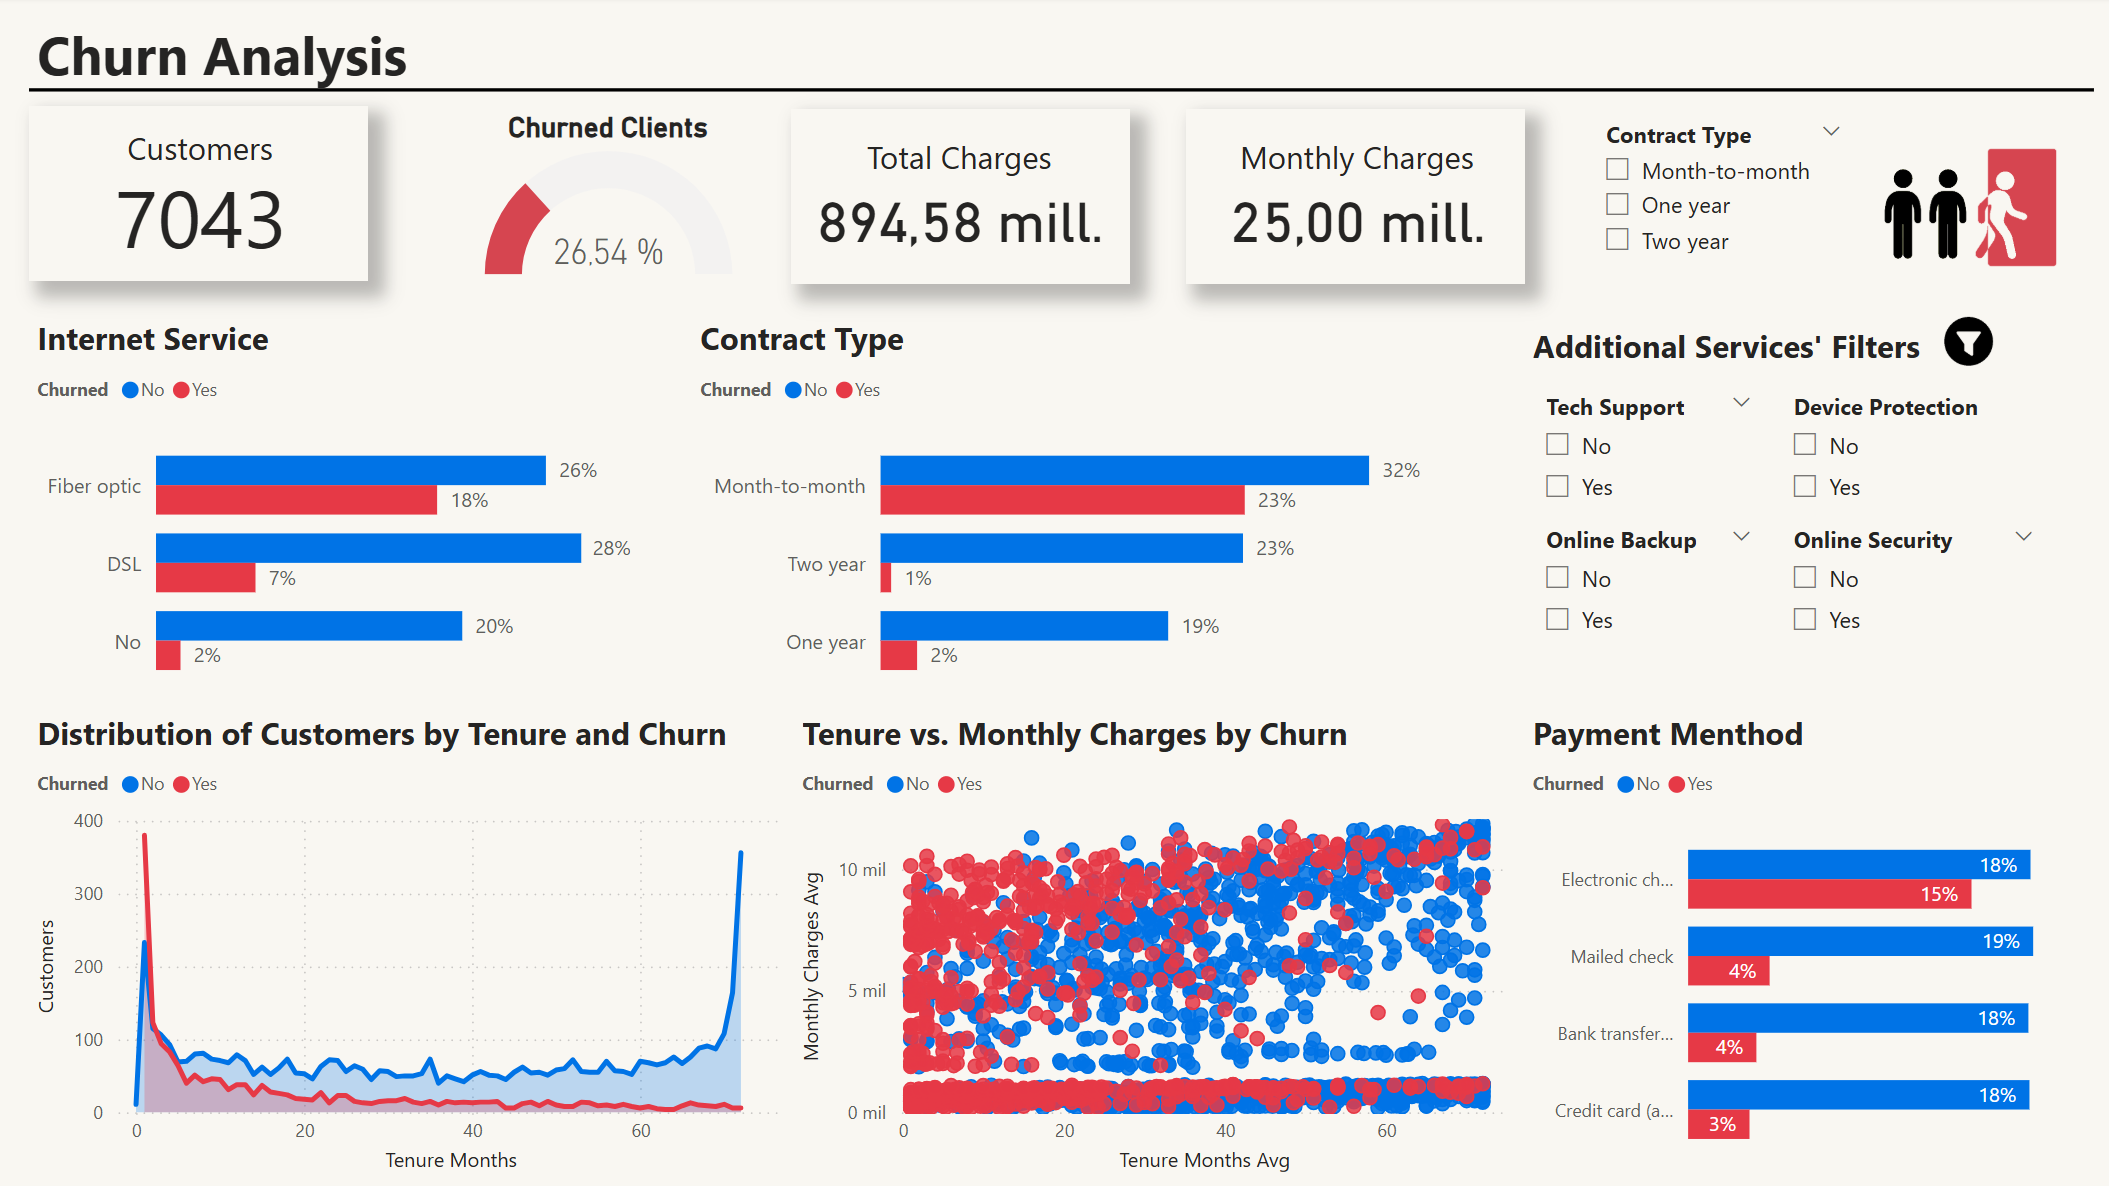 Churn Analysis
Customers
7043
Churned Clients
26,54 %
Total Charges
894,58 mill.
Monthly Charges
25,00 mill.
Contract Type
Month-to-month
One year
Two year
Internet Service
Churned No Yes
Fiber optic
26%
18%
DSL
28%
7%
No
20%
2%
Contract Type
Churned No Yes
Month-to-month
32%
23%
Two year
23%
1%
One year
19%
2%
Additional Services' Filters
Tech Support
No
Yes
Device Protection
No
Yes
Online Backup
No
Yes
Online Security
No
Yes
Distribution of Customers by Tenure and Churn
Churned No Yes
Customers
400
300
200
100
0
0 20 40 60
Tenure Months
Tenure vs. Monthly Charges by Churn
Churned No Yes
Monthly Charges Avg
10 mil
5 mil
0 mil
0 20 40 60
Tenure Months Avg
Payment Menthod
Churned No Yes
Electronic ch...
18%
15%
Mailed check
19%
4%
Bank transfer...
18%
4%
Credit card (a...
18%
3%